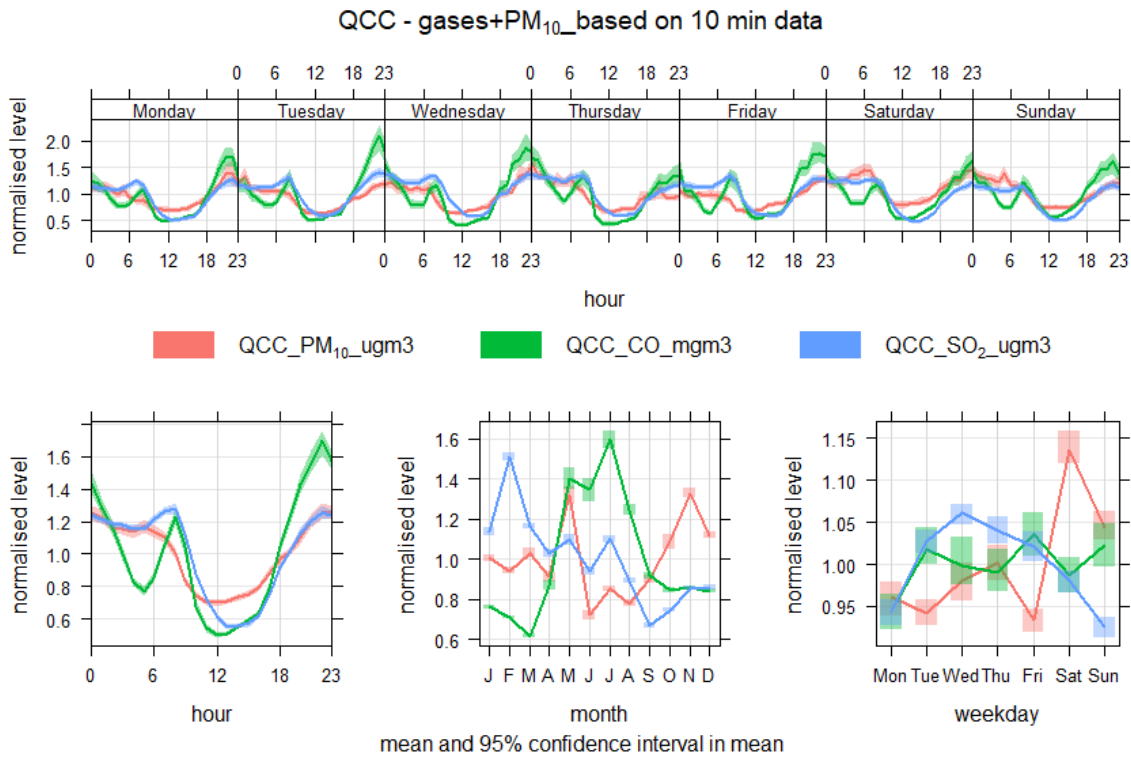 QCC - gases+PM₁₀_based on 10 min data
0 6 12 18 23 0 6 12 18 23 0 6 12 18 23
Monday Tuesday Wednesday Thursday Friday Saturday Sunday
normalised level
2.0
1.5
1.0
0.5
0 6 12 18 23 0 6 12 18 23 0 6 12 18 23 0 6 12 18 23
hour
QCC_PM₁₀_ugm3 QCC_CO_mgm3 QCC_SO₂_ugm3
normalised level
1.6
1.4
1.2
1.0
0.8
0.6
0 6 12 18 23
hour
normalised level
1.6
1.4
1.2
1.0
0.8
0.6
J F M A M J J A S O N D
month
normalised level
1.15
1.10
1.05
1.00
0.95
Mon Tue Wed Thu Fri Sat Sun
weekday
mean and 95% confidence interval in mean